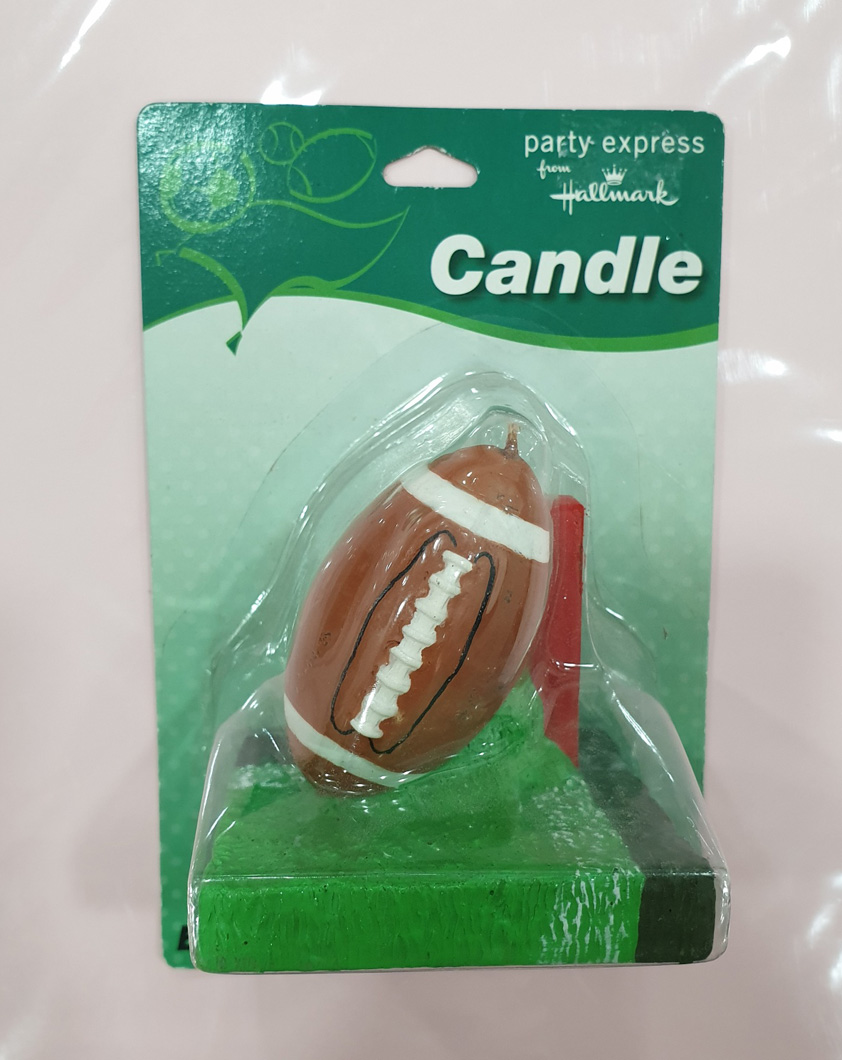 party express
from
Hallmark
Candle